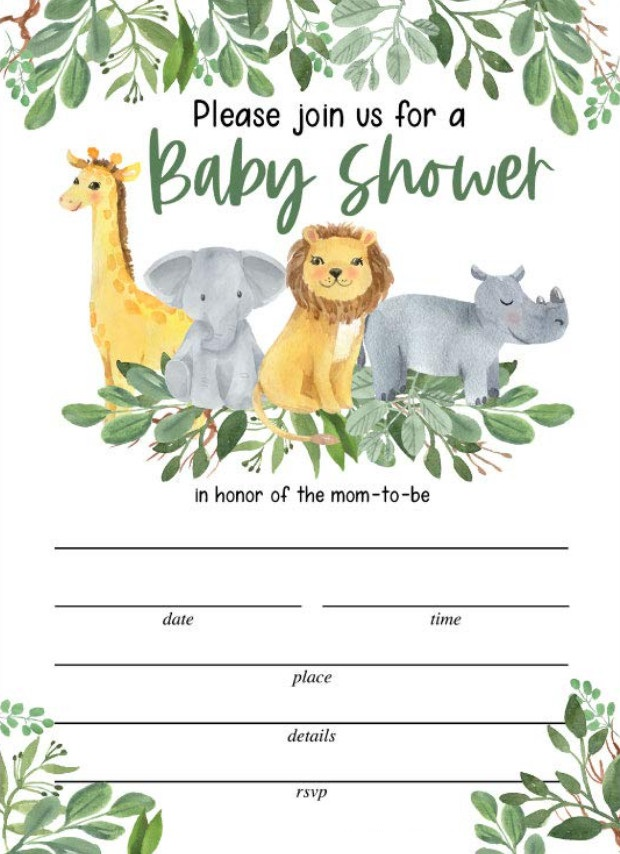 Please join us for a
Baby Shower
in honor of the mom-to-be
date time
place
details
rsvp